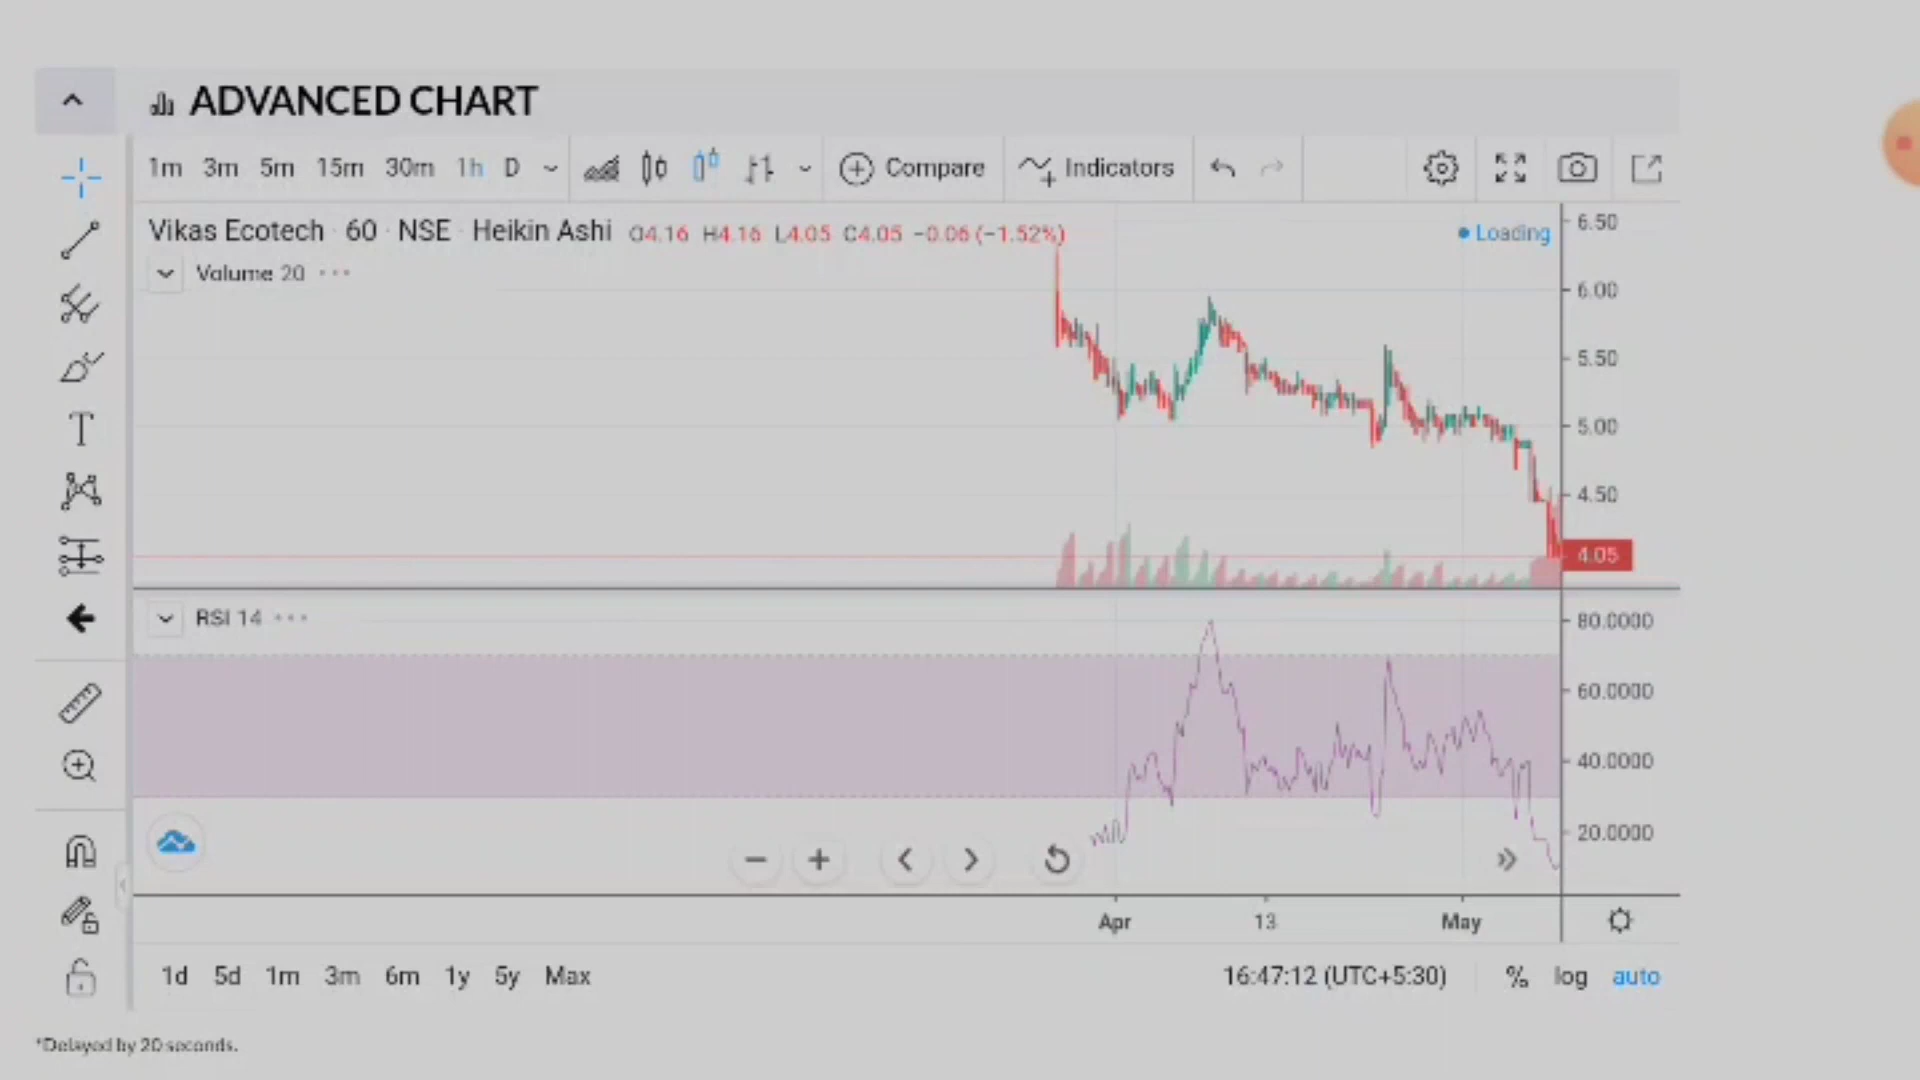 ADVANCED CHART
1m 3m 5m 15m 30m 1h D Compare Indicators
Vikas Ecotech · 60 · NSE · Heikin Ashi O4.16 H4.16 L4.05 C4.05 −0.06 (−1.52%)
Loading
Volume 20
6.50
6.00
5.50
5.00
4.50
4.05
RSI 14
80.0000
60.0000
40.0000
20.0000
Apr 13 May
1d 5d 1m 3m 6m 1y 5y Max 16:47:12 (UTC+5:30) % log auto
*Delayed by 20 seconds.